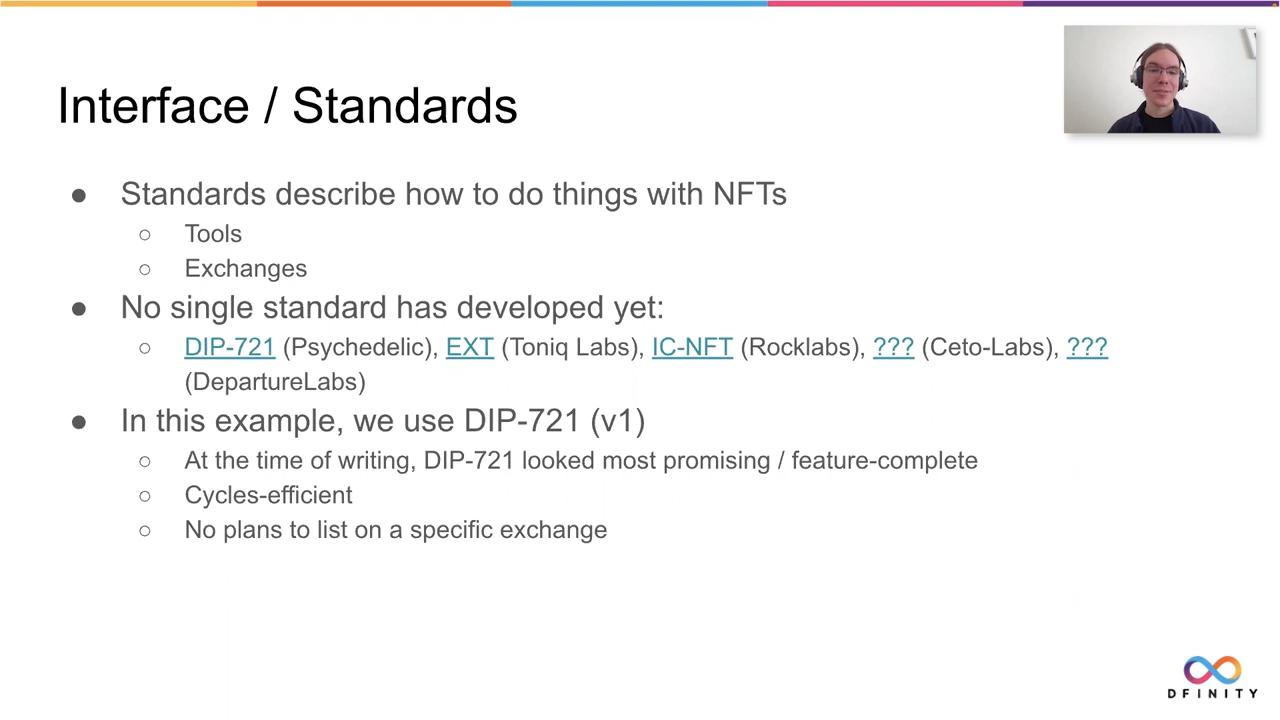 Interface / Standards
● Standards describe how to do things with NFTs
○ Tools
○ Exchanges
● No single standard has developed yet:
○ DIP-721 (Psychedelic), EXT (Toniq Labs), IC-NFT (Rocklabs), ??? (Ceto-Labs), ???
(DepartureLabs)
● In this example, we use DIP-721 (v1)
○ At the time of writing, DIP-721 looked most promising / feature-complete
○ Cycles-efficient
○ No plans to list on a specific exchange
DFINITY